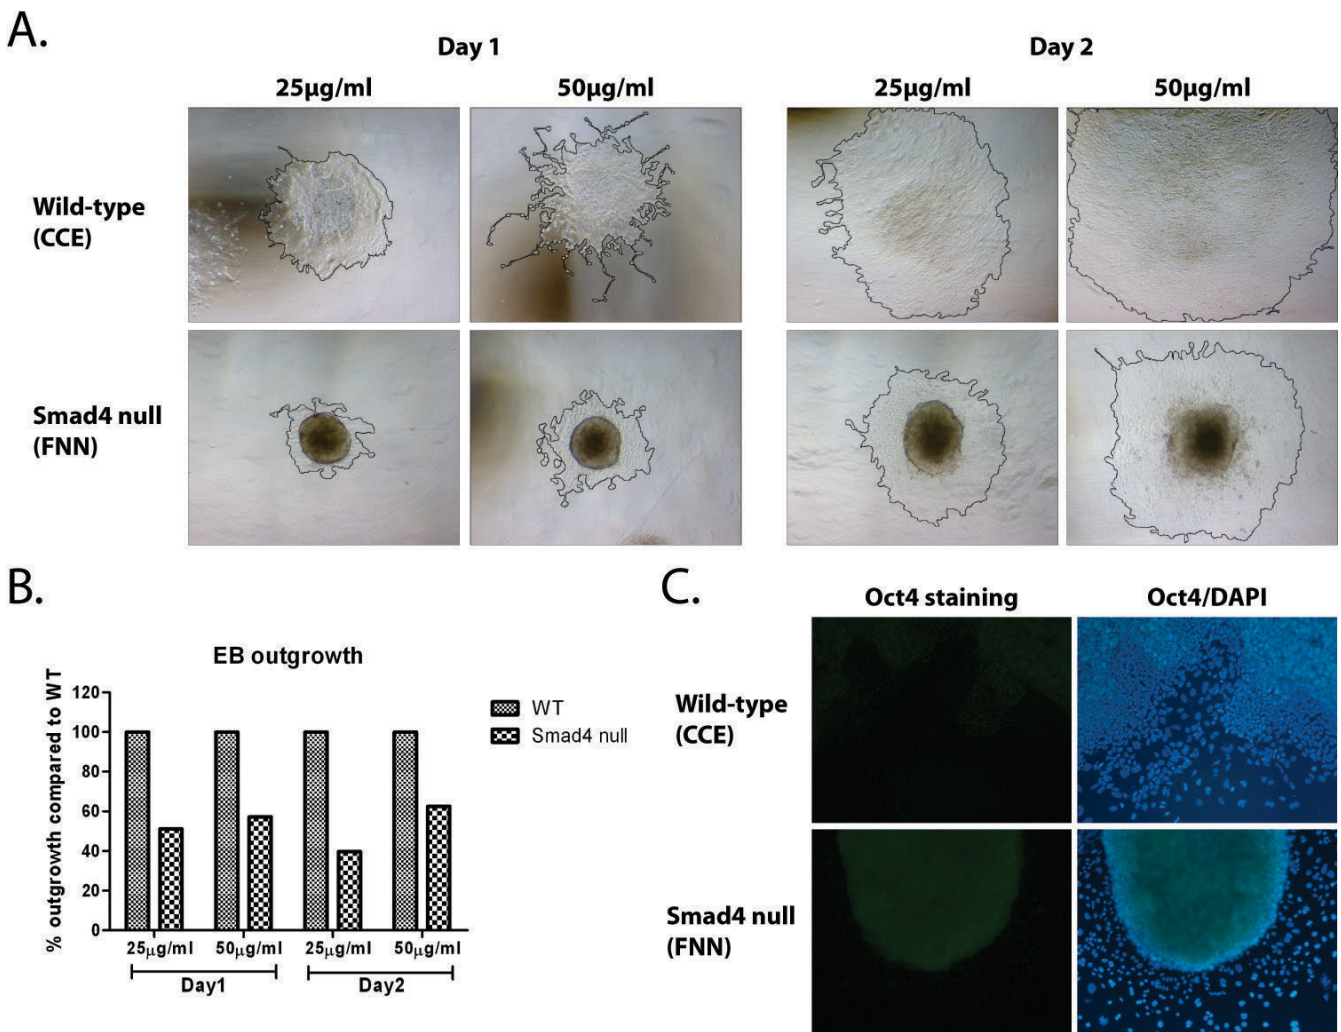 A.
Day 1
Day 2
25µg/ml
50µg/ml
25µg/ml
50µg/ml
Wild-type
(CCE)
Smad4 null
(FNN)
B.
EB outgrowth
% outgrowth compared to WT
120
100
80
60
40
20
0
25µg/ml
50µg/ml
25µg/ml
50µg/ml
Day1
Day2
WT
Smad4 null
C.
Oct4 staining
Oct4/DAPI
Wild-type
(CCE)
Smad4 null
(FNN)